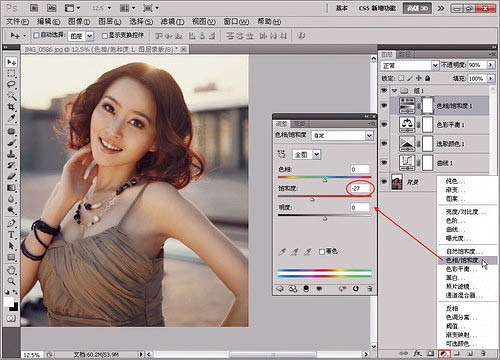 Ps Br Mb 12.5 基本 CSS 新增功能 高级 3D
文件(F) 编辑(E) 图像(I) 图层(L) 选择(S) 滤镜(T) 视图(V) 窗口(W) 帮助(H)
自动选择: 图层 显示变换控件
IMG_0586.jpg @ 12.5% (色相/饱和度 1, 图层蒙版/8) *
图层 路径
正常 不透明度: 90%
锁定: 填充: 100%
组 1
色相/饱和度 1
色彩平衡 1
选取颜色 1
曲线 1
背景
调整 蒙版
色相/饱和度 自定
全图
色相: 0
饱和度: -27
明度: 0
着色
纯色...
渐变...
图案...
亮度/对比度...
色阶...
曲线...
曝光度...
自然饱和度...
色相/饱和度...
色彩平衡...
黑白...
照片滤镜...
通道混合器...
反相
色调分离...
阈值...
渐变映射...
可选颜色...
12.5% 文档:60.2M/83.9M